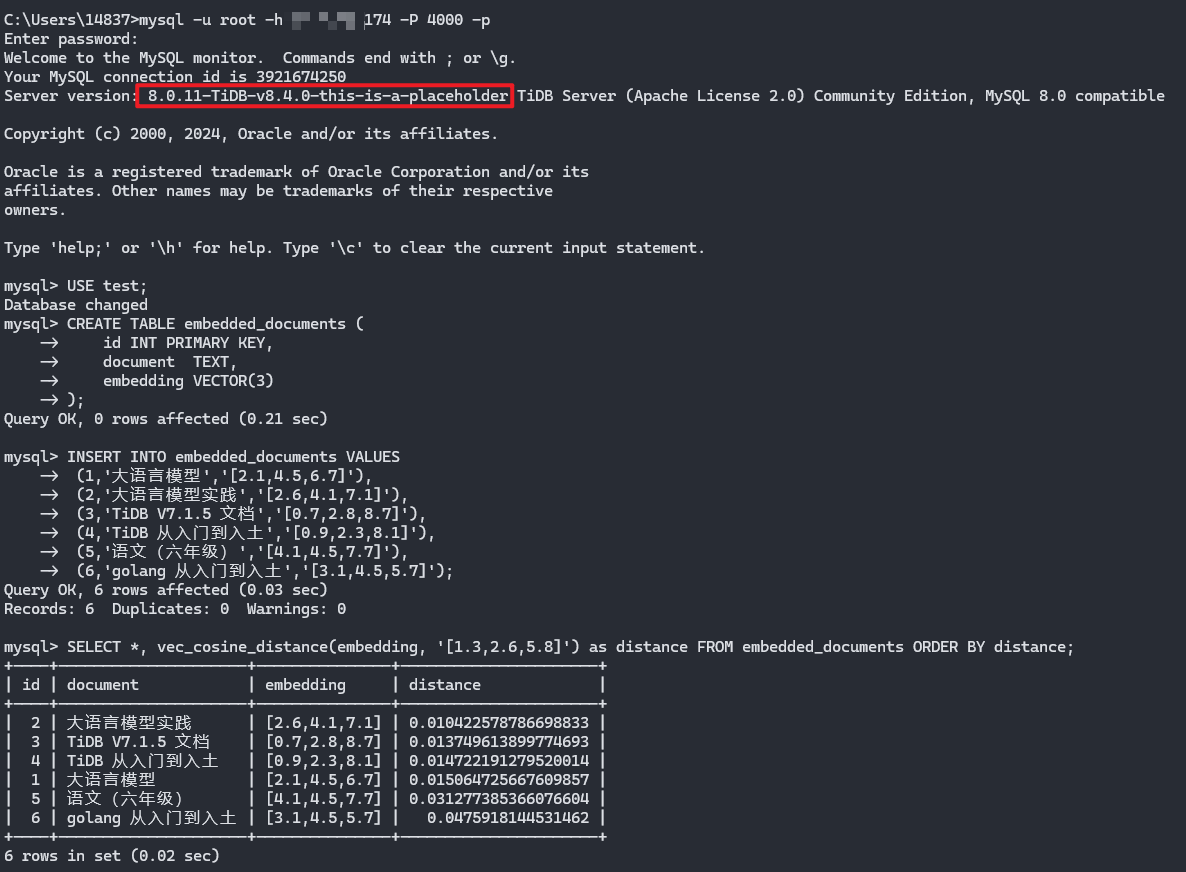 C:\Users\14837>mysql -u root -h 174 -P 4000 -p
Enter password:
Welcome to the MySQL monitor.  Commands end with ; or \g.
Your MySQL connection id is 3921674250
Server version: 8.0.11-TiDB-v8.4.0-this-is-a-placeholder TiDB Server (Apache License 2.0) Community Edition, MySQL 8.0 compatible
Copyright (c) 2000, 2024, Oracle and/or its affiliates.
Oracle is a registered trademark of Oracle Corporation and/or its
affiliates. Other names may be trademarks of their respective
owners.
Type 'help;' or '\h' for help. Type '\c' to clear the current input statement.
mysql> USE test;
Database changed
mysql> CREATE TABLE embedded_documents (
    ->     id INT PRIMARY KEY,
    ->     document  TEXT,
    ->     embedding VECTOR(3)
    -> );
Query OK, 0 rows affected (0.21 sec)
mysql> INSERT INTO embedded_documents VALUES
    ->  (1,'大语言模型','[2.1,4.5,6.7]'),
    ->  (2,'大语言模型实践','[2.6,4.1,7.1]'),
    ->  (3,'TiDB V7.1.5 文档','[0.7,2.8,8.7]'),
    ->  (4,'TiDB 从入门到入土','[0.9,2.3,8.1]'),
    ->  (5,'语文（六年级）','[4.1,4.5,7.7]'),
    ->  (6,'golang 从入门到入土','[3.1,4.5,5.7]');
Query OK, 6 rows affected (0.03 sec)
Records: 6  Duplicates: 0  Warnings: 0
mysql> SELECT *, vec_cosine_distance(embedding, '[1.3,2.6,5.8]') as distance FROM embedded_documents ORDER BY distance;
+----+---------------------+---------------+----------------------+
| id | document            | embedding     | distance             |
+----+---------------------+---------------+----------------------+
|  2 | 大语言模型实践 | [2.6,4.1,7.1] | 0.010422578786698833 |
|  3 | TiDB V7.1.5 文档 | [0.7,2.8,8.7] | 0.013749613899774693 |
|  4 | TiDB 从入门到入土 | [0.9,2.3,8.1] | 0.014722191279520014 |
|  1 | 大语言模型 | [2.1,4.5,6.7] | 0.015064725667609857 |
|  5 | 语文（六年级） | [4.1,4.5,7.7] | 0.031277385366076604 |
|  6 | golang 从入门到入土 | [3.1,4.5,5.7] |   0.0475918144531462 |
+----+---------------------+---------------+----------------------+
6 rows in set (0.02 sec)